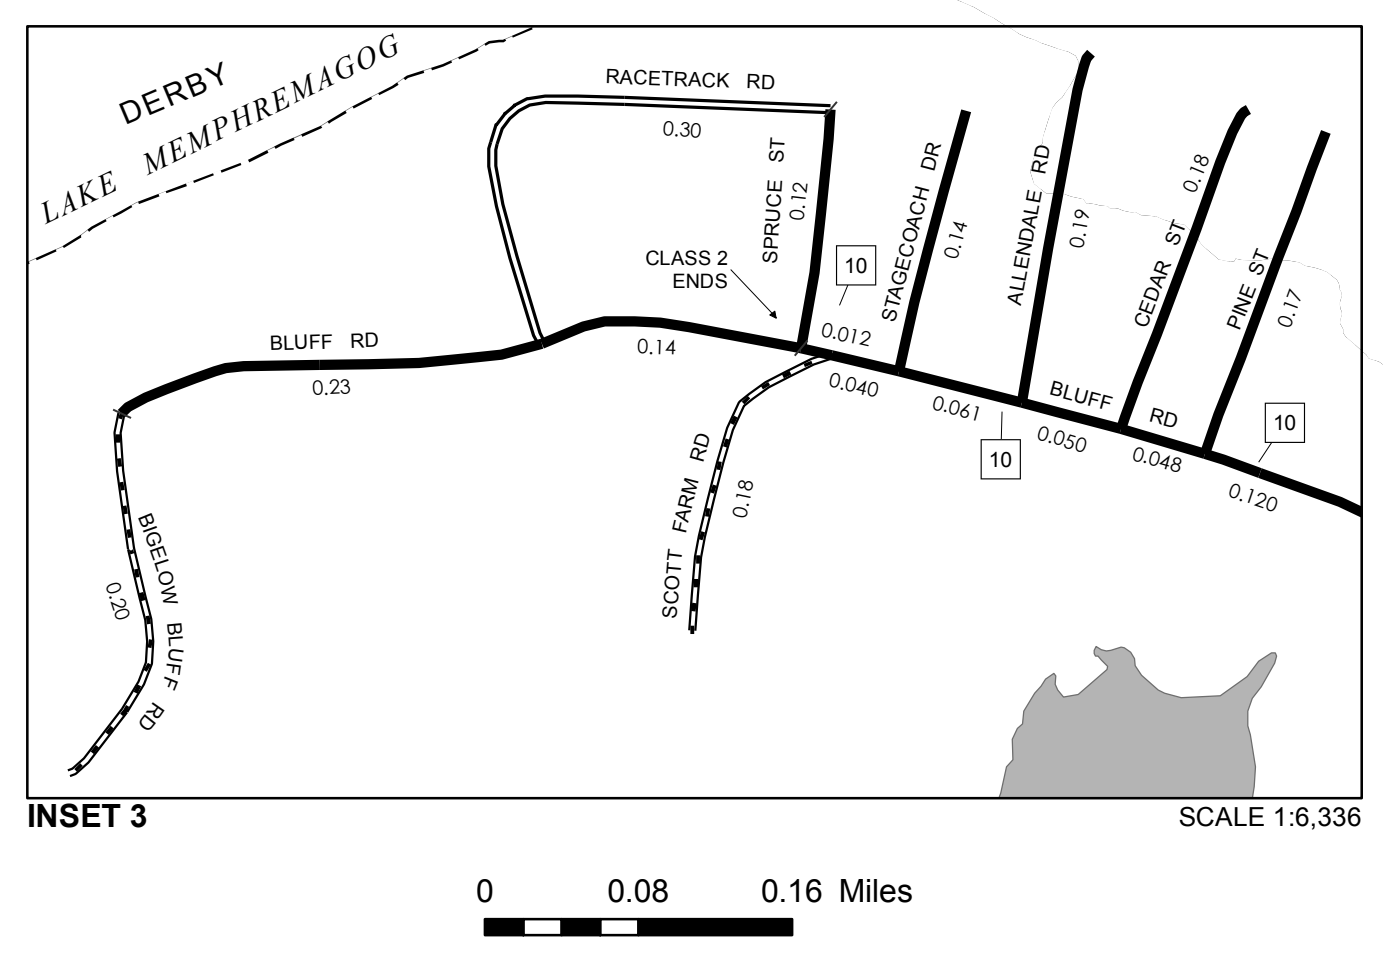 DERBY
LAKE MEMPHREMAGOG
RACETRACK RD
0.30
SPRUCE ST
0.12
STAGECOACH DR
0.14
ALLENDALE RD
0.19
CEDAR ST
0.18
PINE ST
0.17
CLASS 2
ENDS
10
BLUFF RD
0.23
0.14
0.012
0.040
0.061
10
BLUFF RD
0.050
0.048
10
0.120
SCOTT FARM RD
0.18
BIGELOW BLUFF RD
0.20
INSET 3
SCALE 1:6,336
0 0.08 0.16 Miles